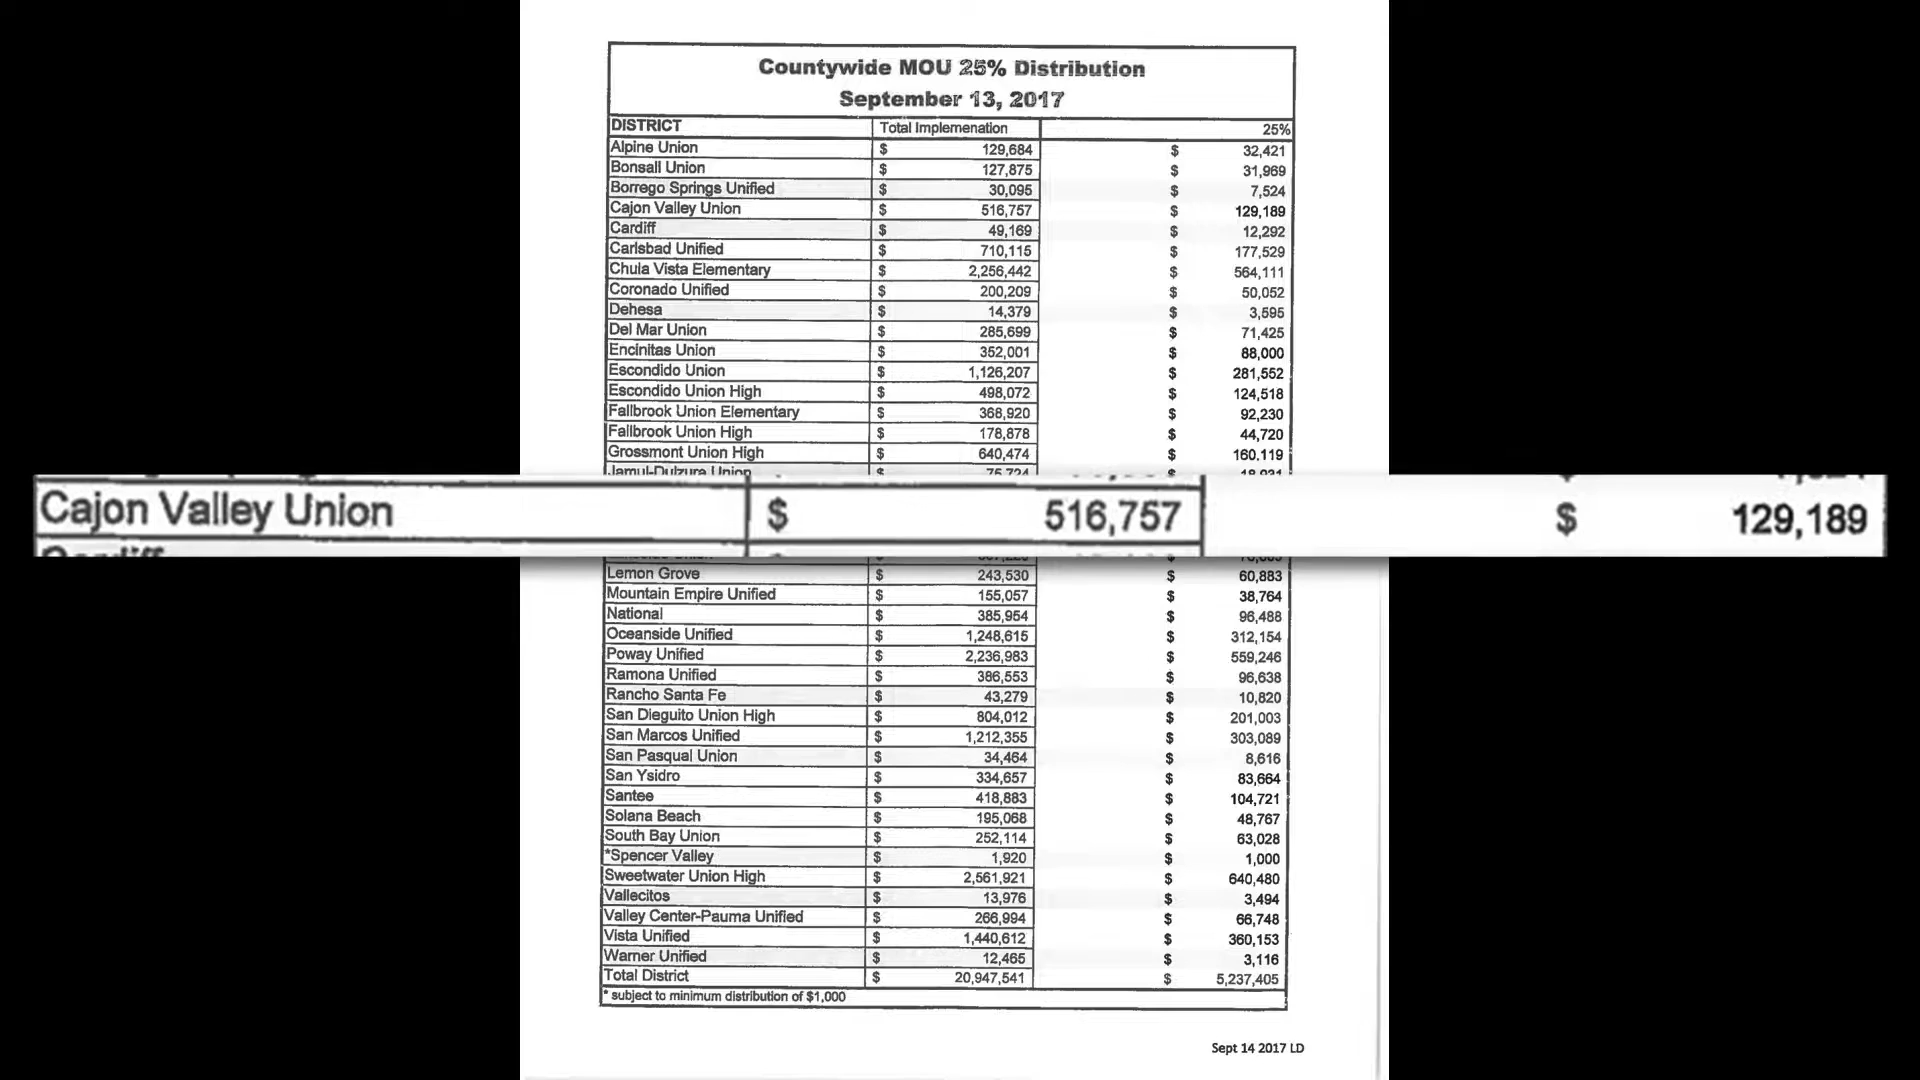 Countywide MOU 25% Distribution
September 13, 2017
DISTRICT Total Implemenation 25%
Alpine Union $ 129,684 $ 32,421
Bonsall Union $ 127,875 $ 31,969
Borrego Springs Unified $ 30,095 $ 7,524
Cajon Valley Union $ 516,757 $ 129,189
Cardiff $ 49,169 $ 12,292
Carlsbad Unified $ 710,115 $ 177,529
Chula Vista Elementary $ 2,256,442 $ 564,111
Coronado Unified $ 200,209 $ 50,052
Dehesa $ 14,379 $ 3,595
Del Mar Union $ 285,699 $ 71,425
Encinitas Union $ 352,001 $ 88,000
Escondido Union $ 1,126,207 $ 281,552
Escondido Union High $ 498,072 $ 124,518
Fallbrook Union Elementary $ 368,920 $ 92,230
Fallbrook Union High $ 178,878 $ 44,720
Grossmont Union High $ 640,474 $ 160,119
Jamul-Dulzura Union $ 75,724 $ 18,931
Cajon Valley Union $ 516,757 $ 129,189
Cardiff
Lemon Grove $ 243,530 $ 60,883
Mountain Empire Unified $ 155,057 $ 38,764
National $ 385,954 $ 96,488
Oceanside Unified $ 1,248,615 $ 312,154
Poway Unified $ 2,236,983 $ 559,246
Ramona Unified $ 386,553 $ 96,638
Rancho Santa Fe $ 43,279 $ 10,820
San Dieguito Union High $ 804,012 $ 201,003
San Marcos Unified $ 1,212,355 $ 303,089
San Pasqual Union $ 34,464 $ 8,616
San Ysidro $ 334,657 $ 83,664
Santee $ 418,883 $ 104,721
Solana Beach $ 195,068 $ 48,767
South Bay Union $ 252,114 $ 63,028
*Spencer Valley $ 1,920 $ 1,000
Sweetwater Union High $ 2,561,921 $ 640,480
Vallecitos $ 13,976 $ 3,494
Valley Center-Pauma Unified $ 266,994 $ 66,748
Vista Unified $ 1,440,612 $ 360,153
Warner Unified $ 12,465 $ 3,116
Total District $ 20,947,541 $ 5,237,405
* subject to minimum distribution of $1,000
Sept 14 2017 LD